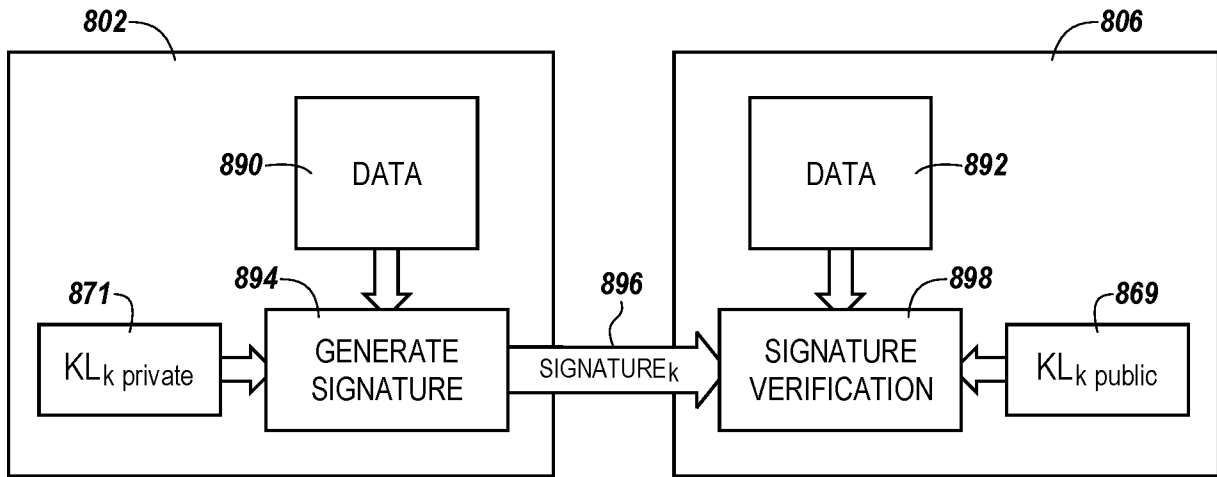 802
806
890
DATA
DATA
892
871
894
896
898
869
KLk private
GENERATE
SIGNATURE
SIGNATUREk
SIGNATURE
VERIFICATION
KLk public